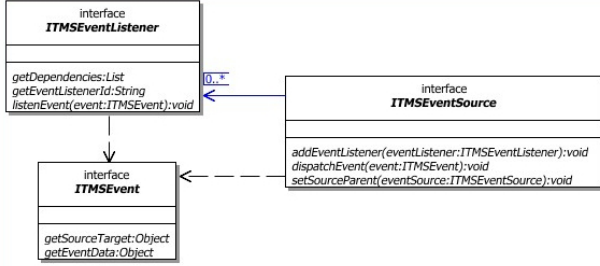 interface
ITMSEventListener
getDependencies:List
getEventListenerId:String
listenEvent(event:ITMSEvent):void
0..*
interface
ITMSEventSource
addEventListener(eventListener:ITMSEventListener):void
dispatchEvent(event:ITMSEvent):void
setSourceParent(eventSource:ITMSEventSource):void
interface
ITMSEvent
getSourceTarget:Object
getEventData:Object